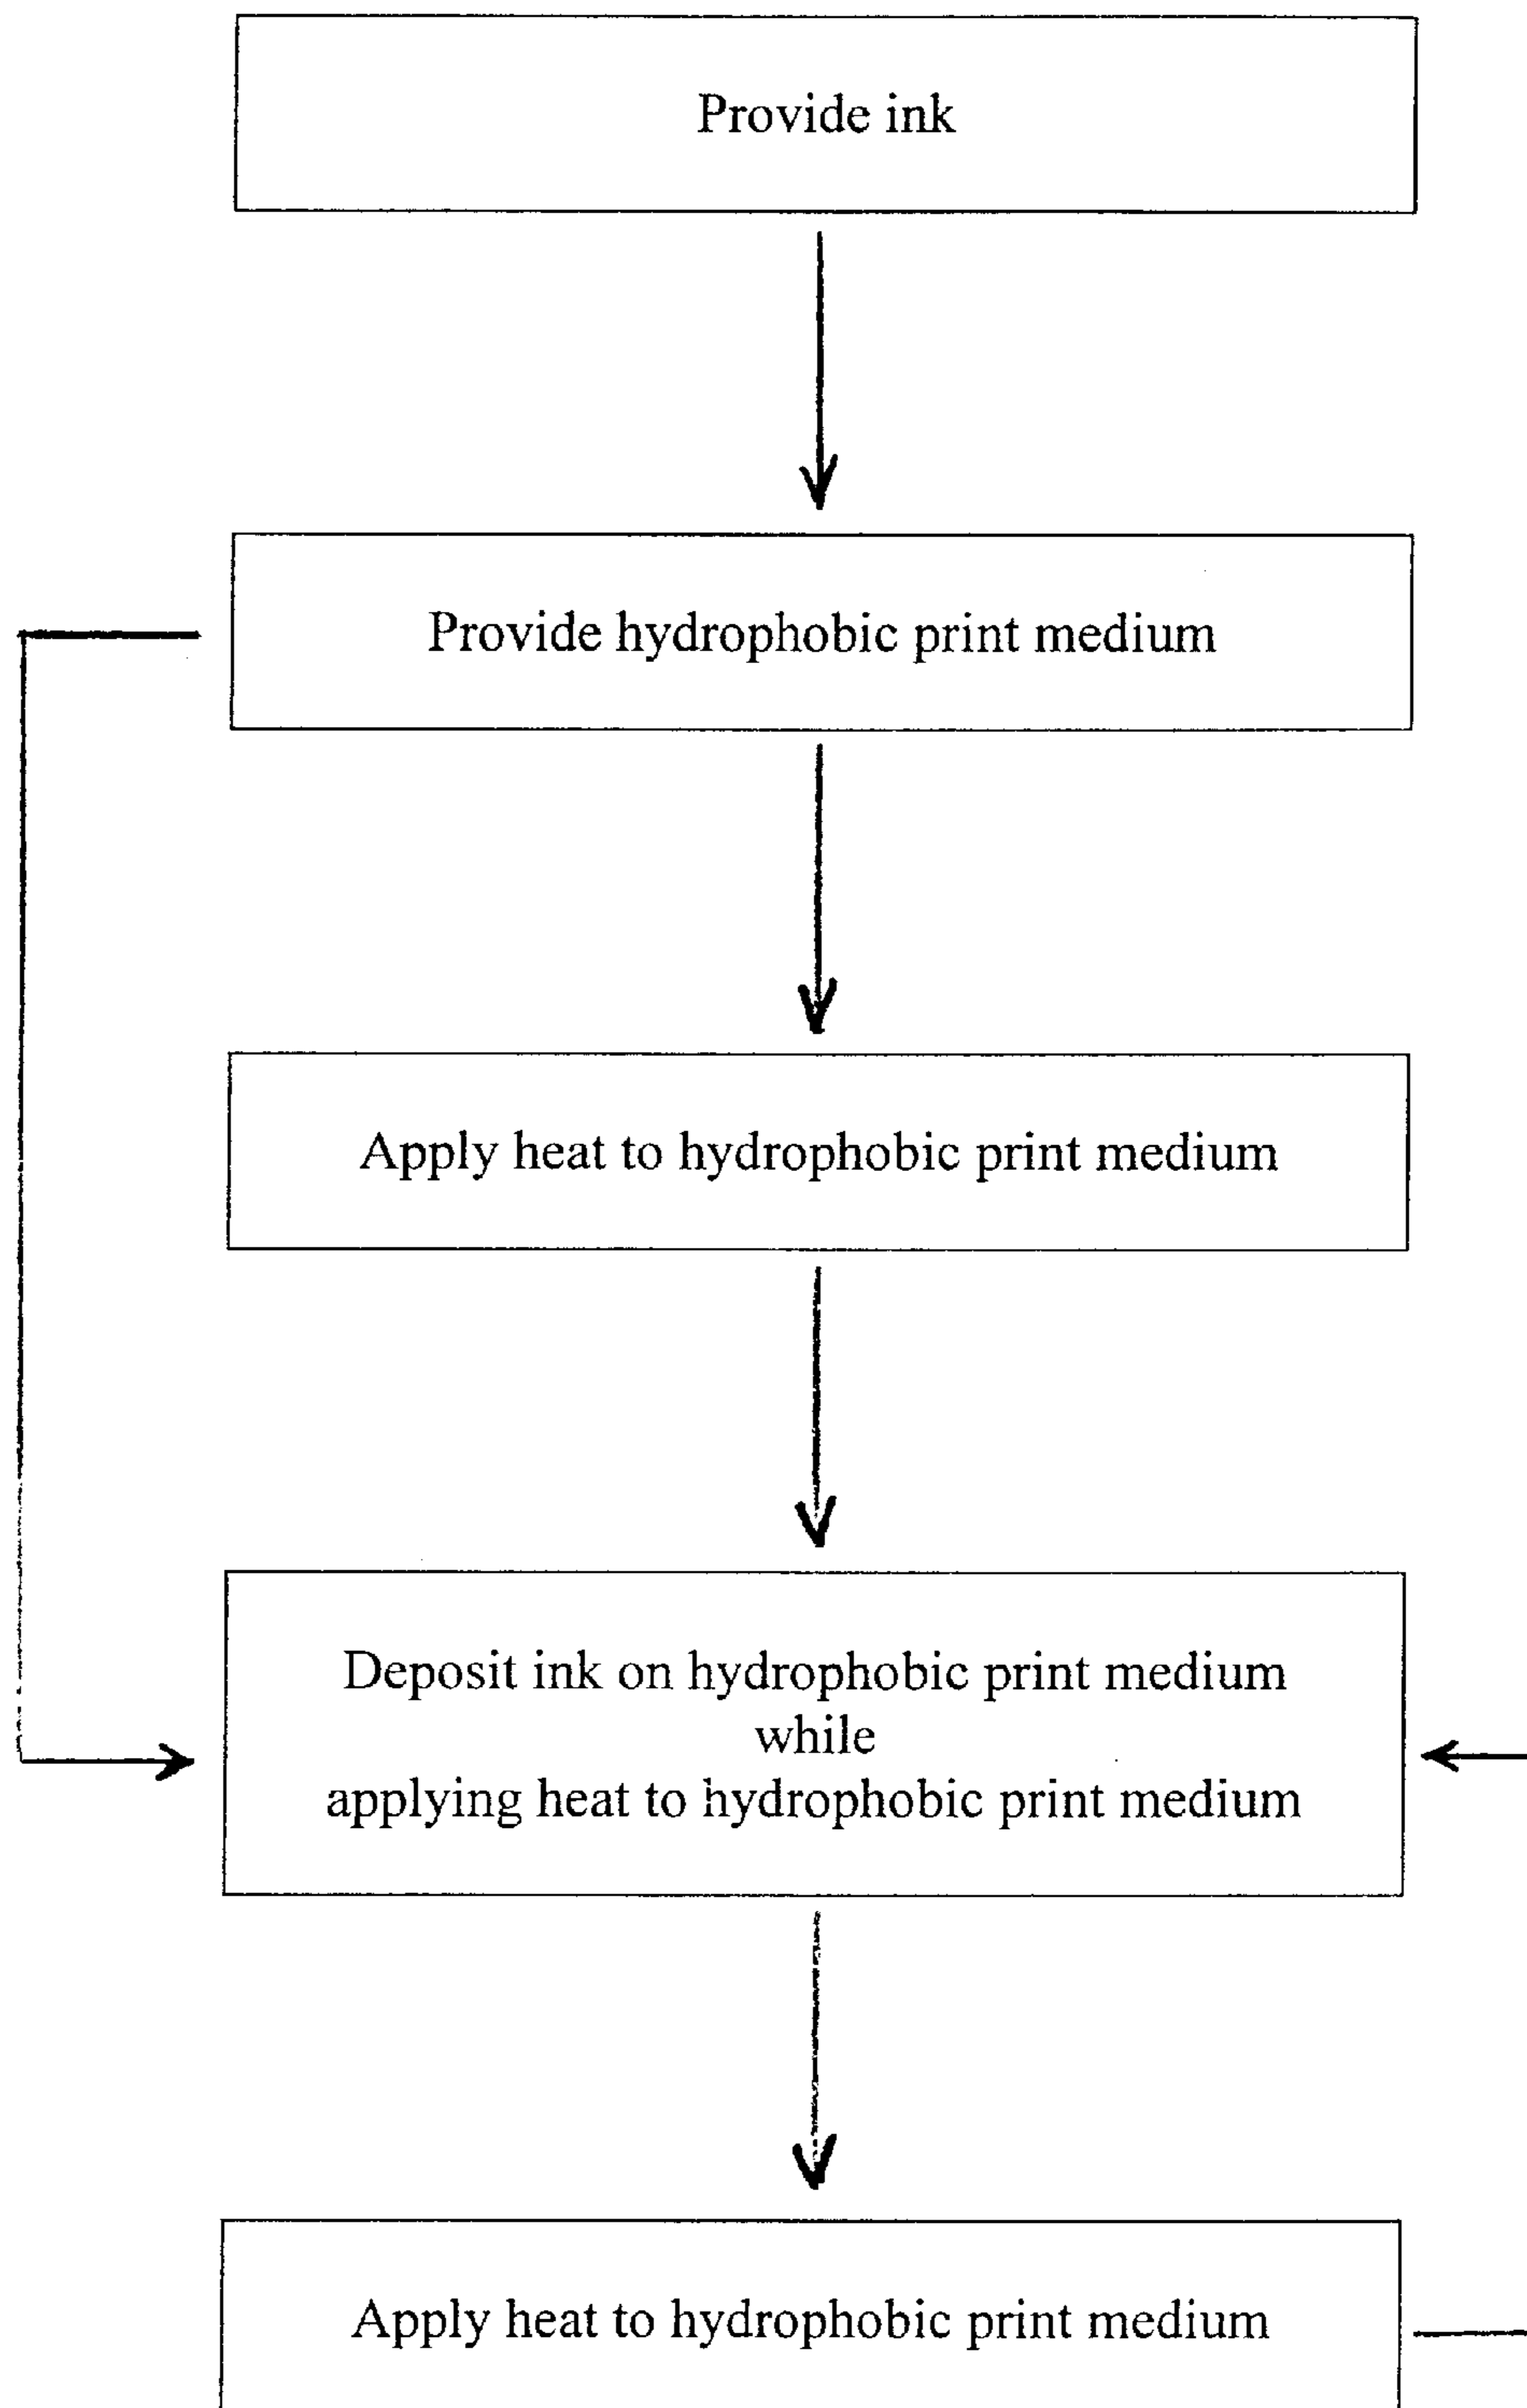 Provide ink
Provide hydrophobic print medium
Apply heat to hydrophobic print medium
Deposit ink on hydrophobic print medium
while
applying heat to hydrophobic print medium
Apply heat to hydrophobic print medium